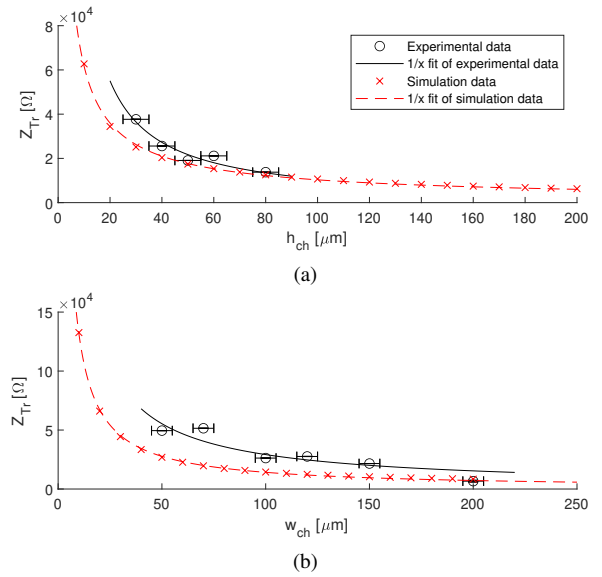 × 10⁴
8
6
4
2
0
Z_Tr [Ω]
Experimental data
1/x fit of experimental data
Simulation data
1/x fit of simulation data
0 20 40 60 80 100 120 140 160 180 200
h_ch [μm]
(a)
× 10⁴
15
10
5
0
Z_Tr [Ω]
0 50 100 150 200 250
w_ch [μm]
(b)